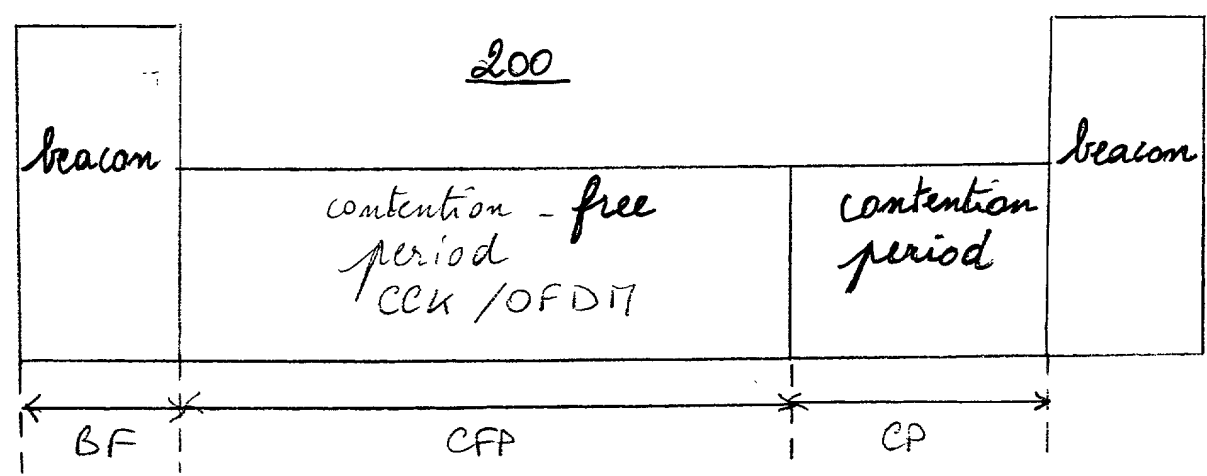 200
beacon
contention - free
period
CCK / OFDM
contention
period
beacon
BF
CFP
CP